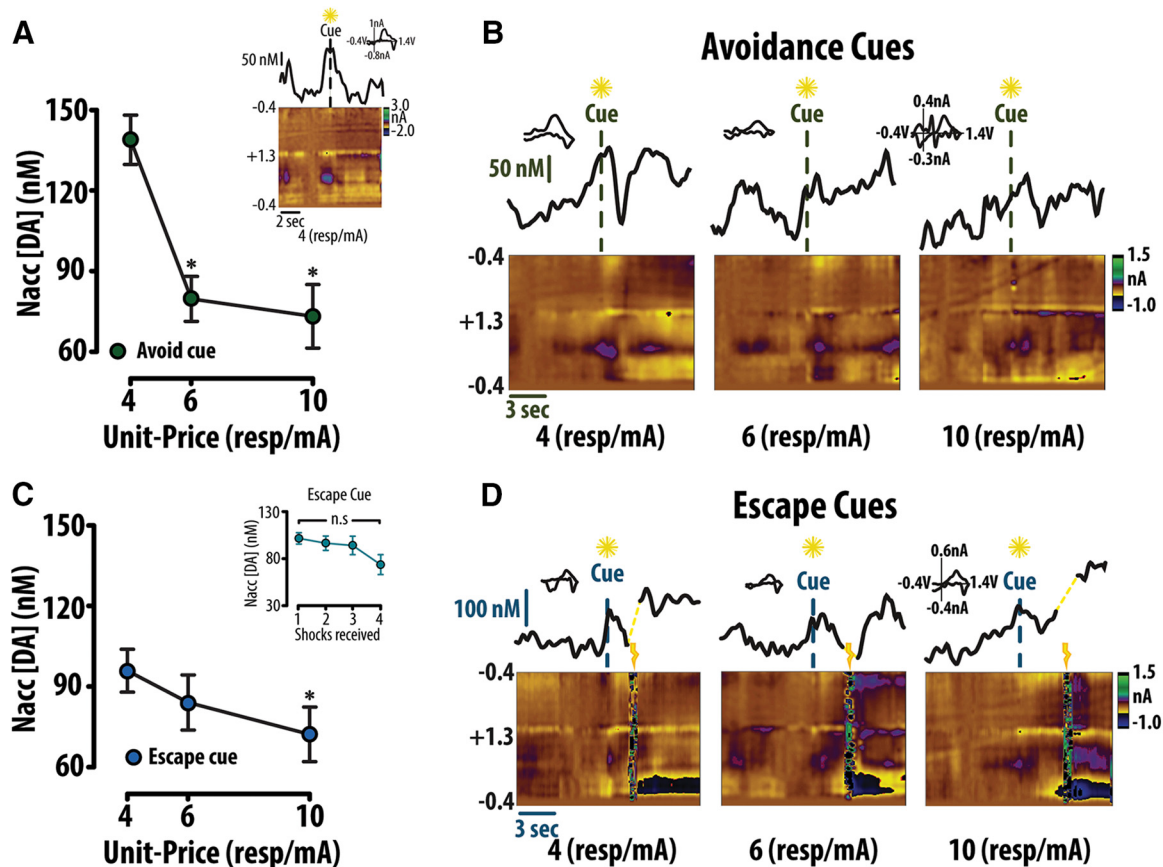 A
Cue
50 nM
1nA
-0.4V
1.4V
-0.8nA
-0.4
+1.3
-0.4
3.0
nA
-2.0
2 sec
4 (resp/mA)
Nacc [DA] (nM)
150
120
90
60
Avoid cue
4 6 10
Unit-Price (resp/mA)
B
Avoidance Cues
Cue
Cue
Cue
50 nM
0.4nA
-0.4V
1.4V
-0.3nA
-0.4
+1.3
-0.4
1.5
nA
-1.0
3 sec
4 (resp/mA)
6 (resp/mA)
10 (resp/mA)
C
Nacc [DA] (nM)
150
120
90
60
Escape Cue
n.s
Nacc [DA] (nM)
130
80
30
1 2 3 4
Shocks received
*
*
*
Escape cue
4 6 10
Unit-Price (resp/mA)
D
Escape Cues
Cue
Cue
Cue
100 nM
0.6nA
-0.4V
1.4V
-0.4nA
-0.4
+1.3
-0.4
1.5
nA
-1.0
3 sec
4 (resp/mA)
6 (resp/mA)
10 (resp/mA)